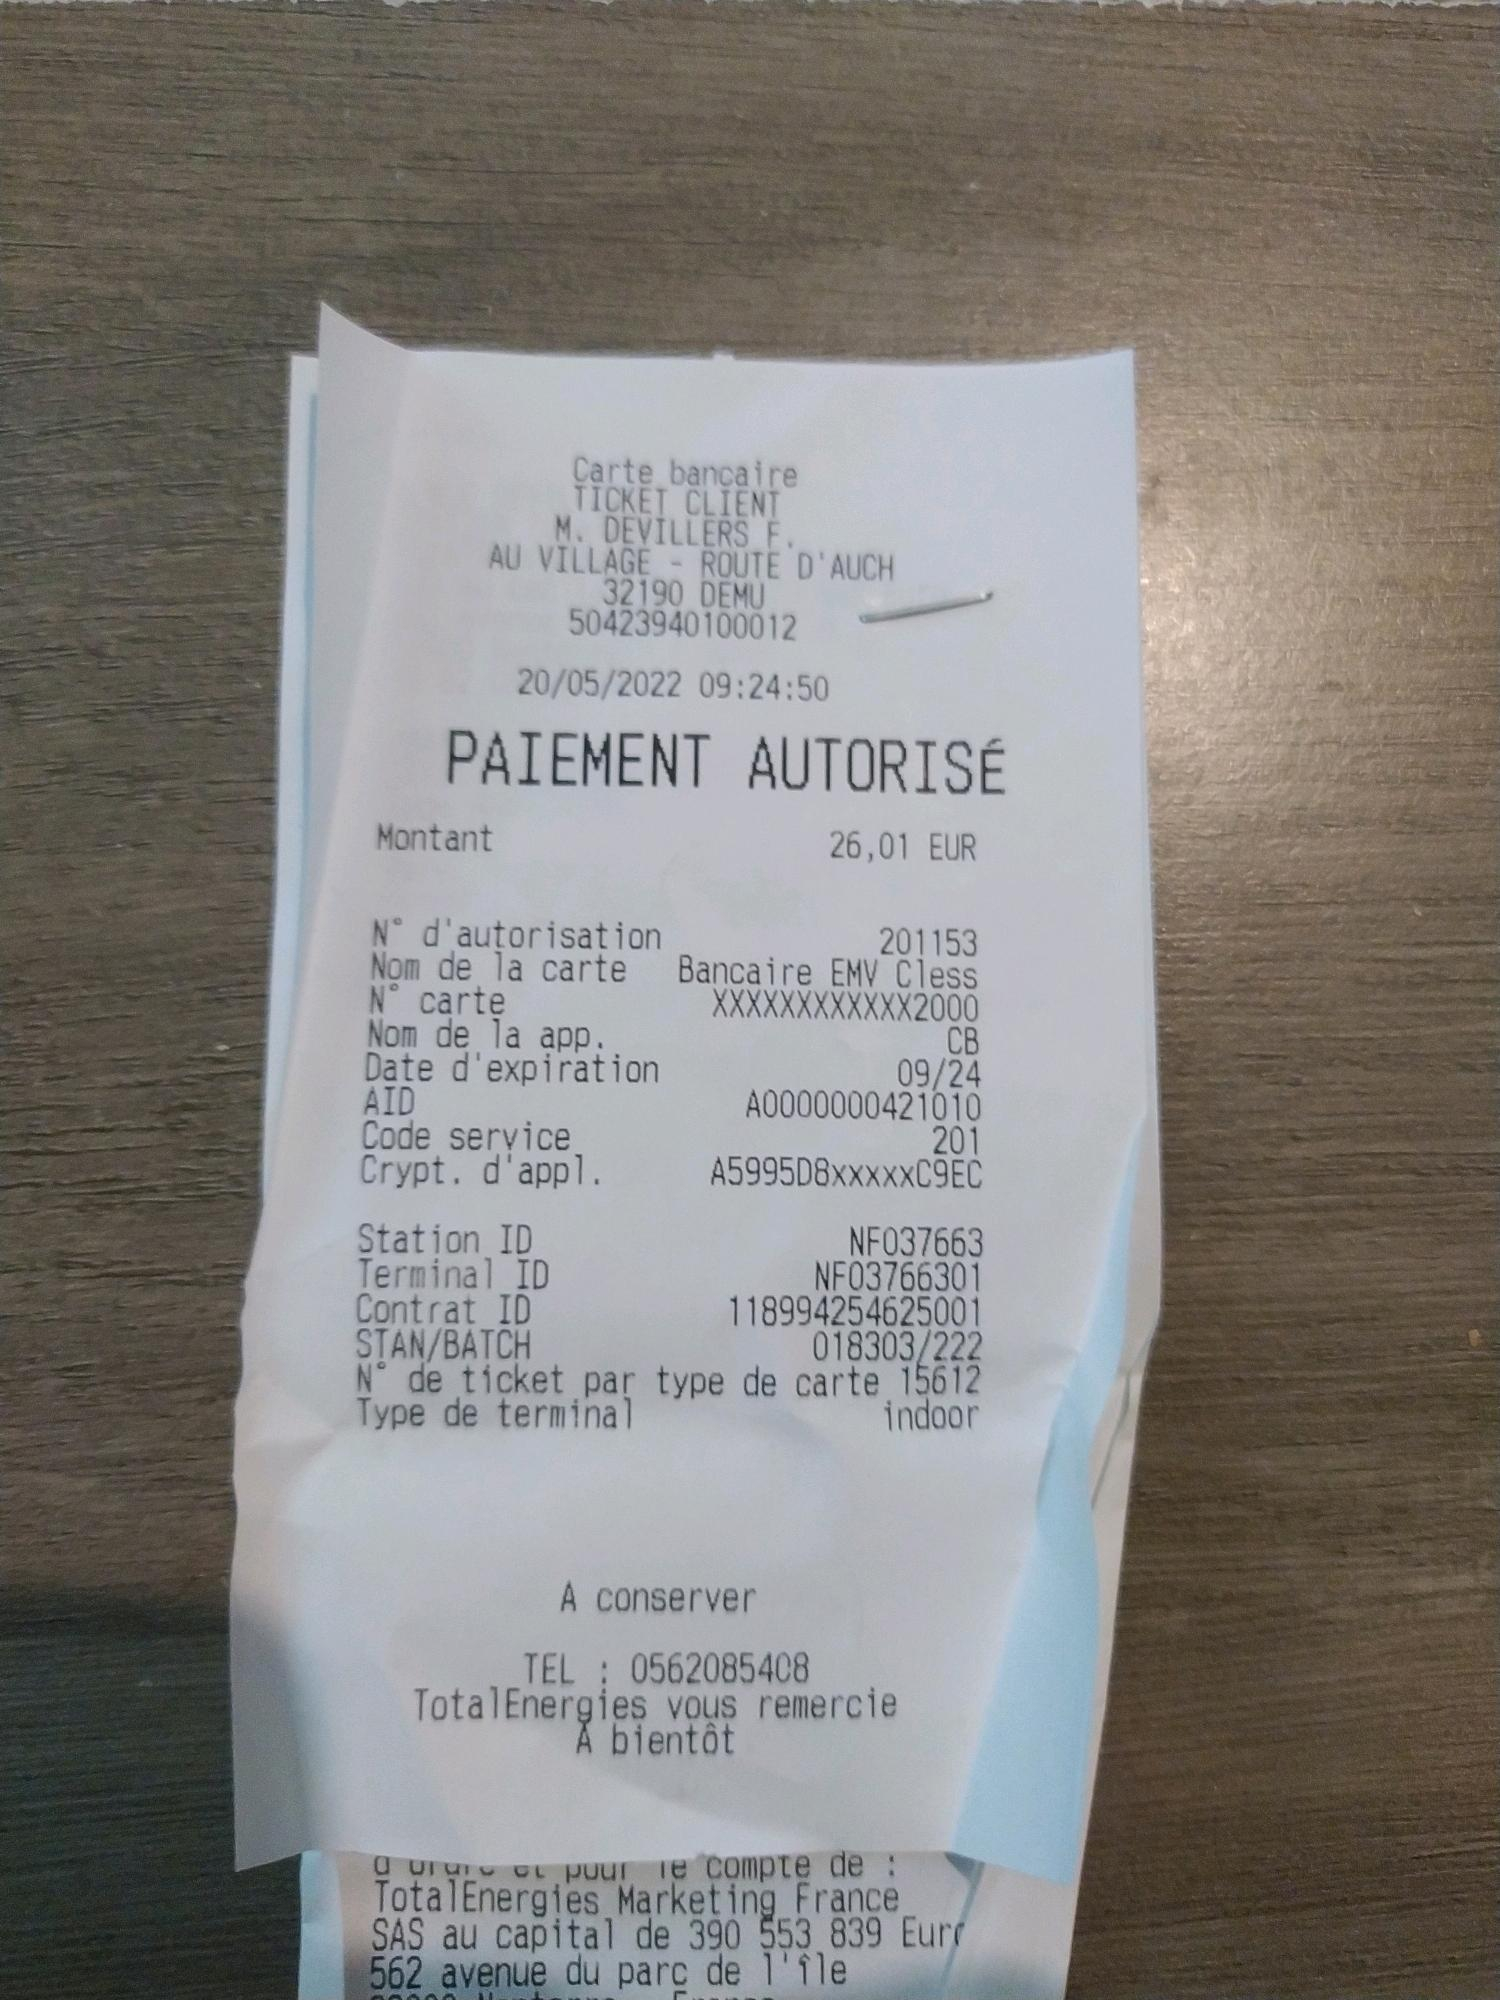 Carte bancaire
TICKET CLIENT
M. DEVILLERS F.
AU VILLAGE - ROUTE D'AUCH
32190 DEMU
50423940100012
20/05/2022 09:24:50
PAIEMENT AUTORISÉ
Montant 26,01 EUR
N° d'autorisation 201153
Nom de la carte Bancaire EMV Cless
N° carte XXXXXXXXXXXX2000
Nom de la app. CB
Date d'expiration 09/24
AID A0000000421010
Code service 201
Crypt. d'appl. A5995D8xxxxxC9EC
Station ID NF037663
Terminal ID NF03766301
Contrat ID 118994254625001
STAN/BATCH 018303/222
N° de ticket par type de carte 15612
Type de terminal indoor
A conserver
TEL : 0562085408
TotalEnergies vous remercie
A bientôt
et pour le compte de :
TotalEnergies Marketing France
SAS au capital de 390 553 839 Euro
562 avenue du parc de l'île